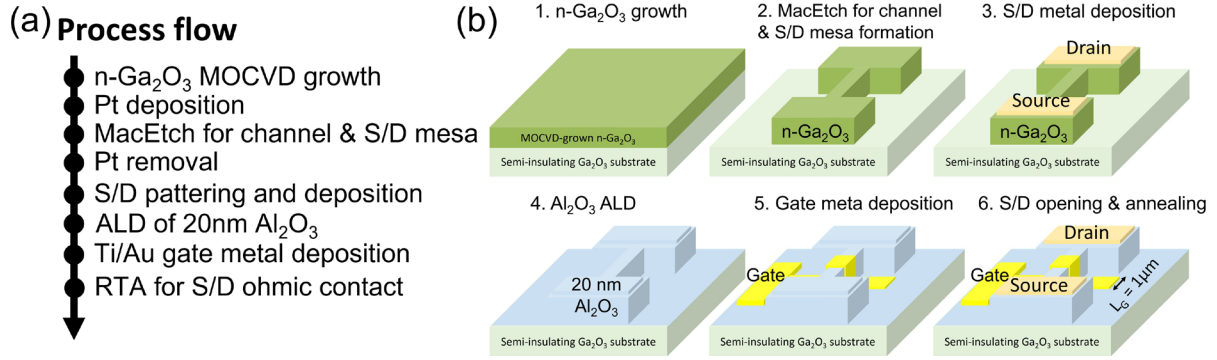 (a)
Process flow
n-Ga₂O₃ MOCVD growth
Pt deposition
MacEtch for channel & S/D mesa
Pt removal
S/D pattering and deposition
ALD of 20nm Al₂O₃
Ti/Au gate metal deposition
RTA for S/D ohmic contact
(b)
1. n-Ga₂O₃ growth
MOCVD-grown n-Ga₂O₃
Semi-insulating Ga₂O₃ substrate
2. MacEtch for channel
& S/D mesa formation
n-Ga₂O₃
Semi-insulating Ga₂O₃ substrate
3. S/D metal deposition
Drain
Source
n-Ga₂O₃
Semi-insulating Ga₂O₃ substrate
4. Al₂O₃ ALD
20 nm
Al₂O₃
Semi-insulating Ga₂O₃ substrate
5. Gate meta deposition
Gate
Semi-insulating Ga₂O₃ substrate
6. S/D opening & annealing
Drain
Gate
Source
L_G = 1μm
Semi-insulating Ga₂O₃ substrate